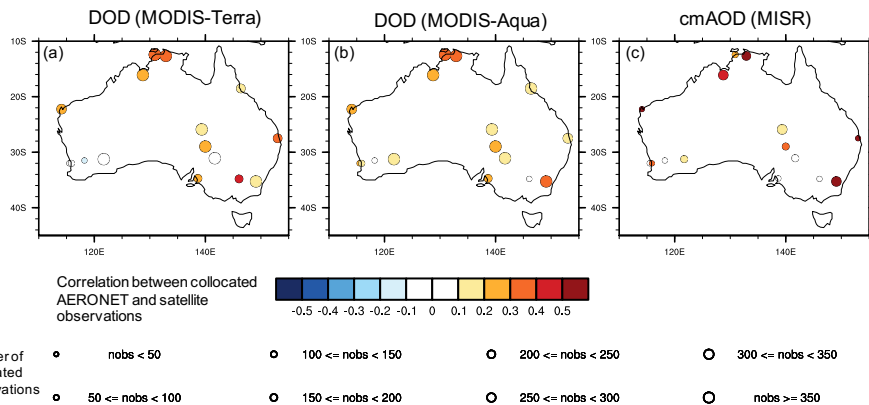 DOD (MODIS-Terra) DOD (MODIS-Aqua) cmAOD (MISR)
10S (a) 10S (b) 10S (c)
20S 20S 20S
30S 30S 30S
40S 40S 40S
120E 140E 120E 140E 120E 140E
Correlation between collocated
AERONET and satellite
observations
-0.5 -0.4 -0.3 -0.2 -0.1 0 0.1 0.2 0.3 0.4 0.5
er of
ated
vations
nobs < 50 100 <= nobs < 150 200 <= nobs < 250 300 <= nobs < 350
50 <= nobs < 100 150 <= nobs < 200 250 <= nobs < 300 nobs >= 350